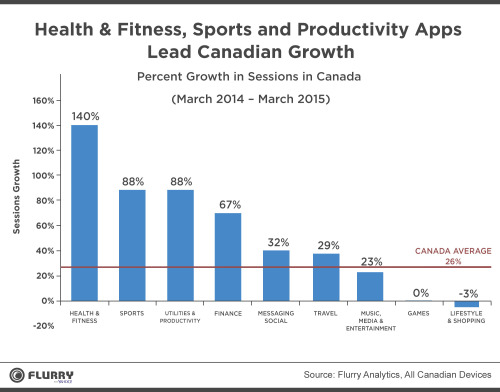 Health & Fitness, Sports and Productivity Apps
Lead Canadian Growth
Percent Growth in Sessions in Canada
(March 2014 – March 2015)
Sessions Growth
160%
140%
120%
100%
80%
60%
40%
20%
0%
-20%
140%
88%
88%
67%
32%
29%
23%
0%
-3%
CANADA AVERAGE
26%
HEALTH &
FITNESS
SPORTS
UTILITIES &
PRODUCTIVITY
FINANCE
MESSAGING
SOCIAL
TRAVEL
MUSIC,
MEDIA &
ENTERTAINMENT
GAMES
LIFESTYLE
& SHOPPING
FLURRY
from YAHOO!
Source: Flurry Analytics, All Canadian Devices